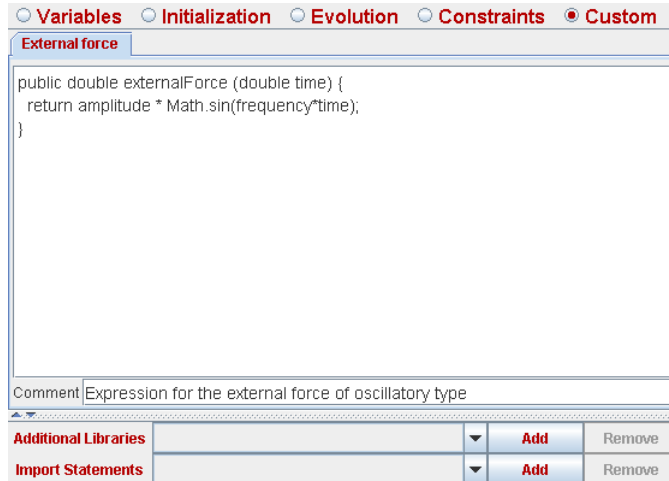 Variables Initialization Evolution Constraints Custom
External force
public double externalForce (double time) {
return amplitude * Math.sin(frequency*time);
}
Comment Expression for the external force of oscillatory type
Additional Libraries Add Remove
Import Statements Add Remove